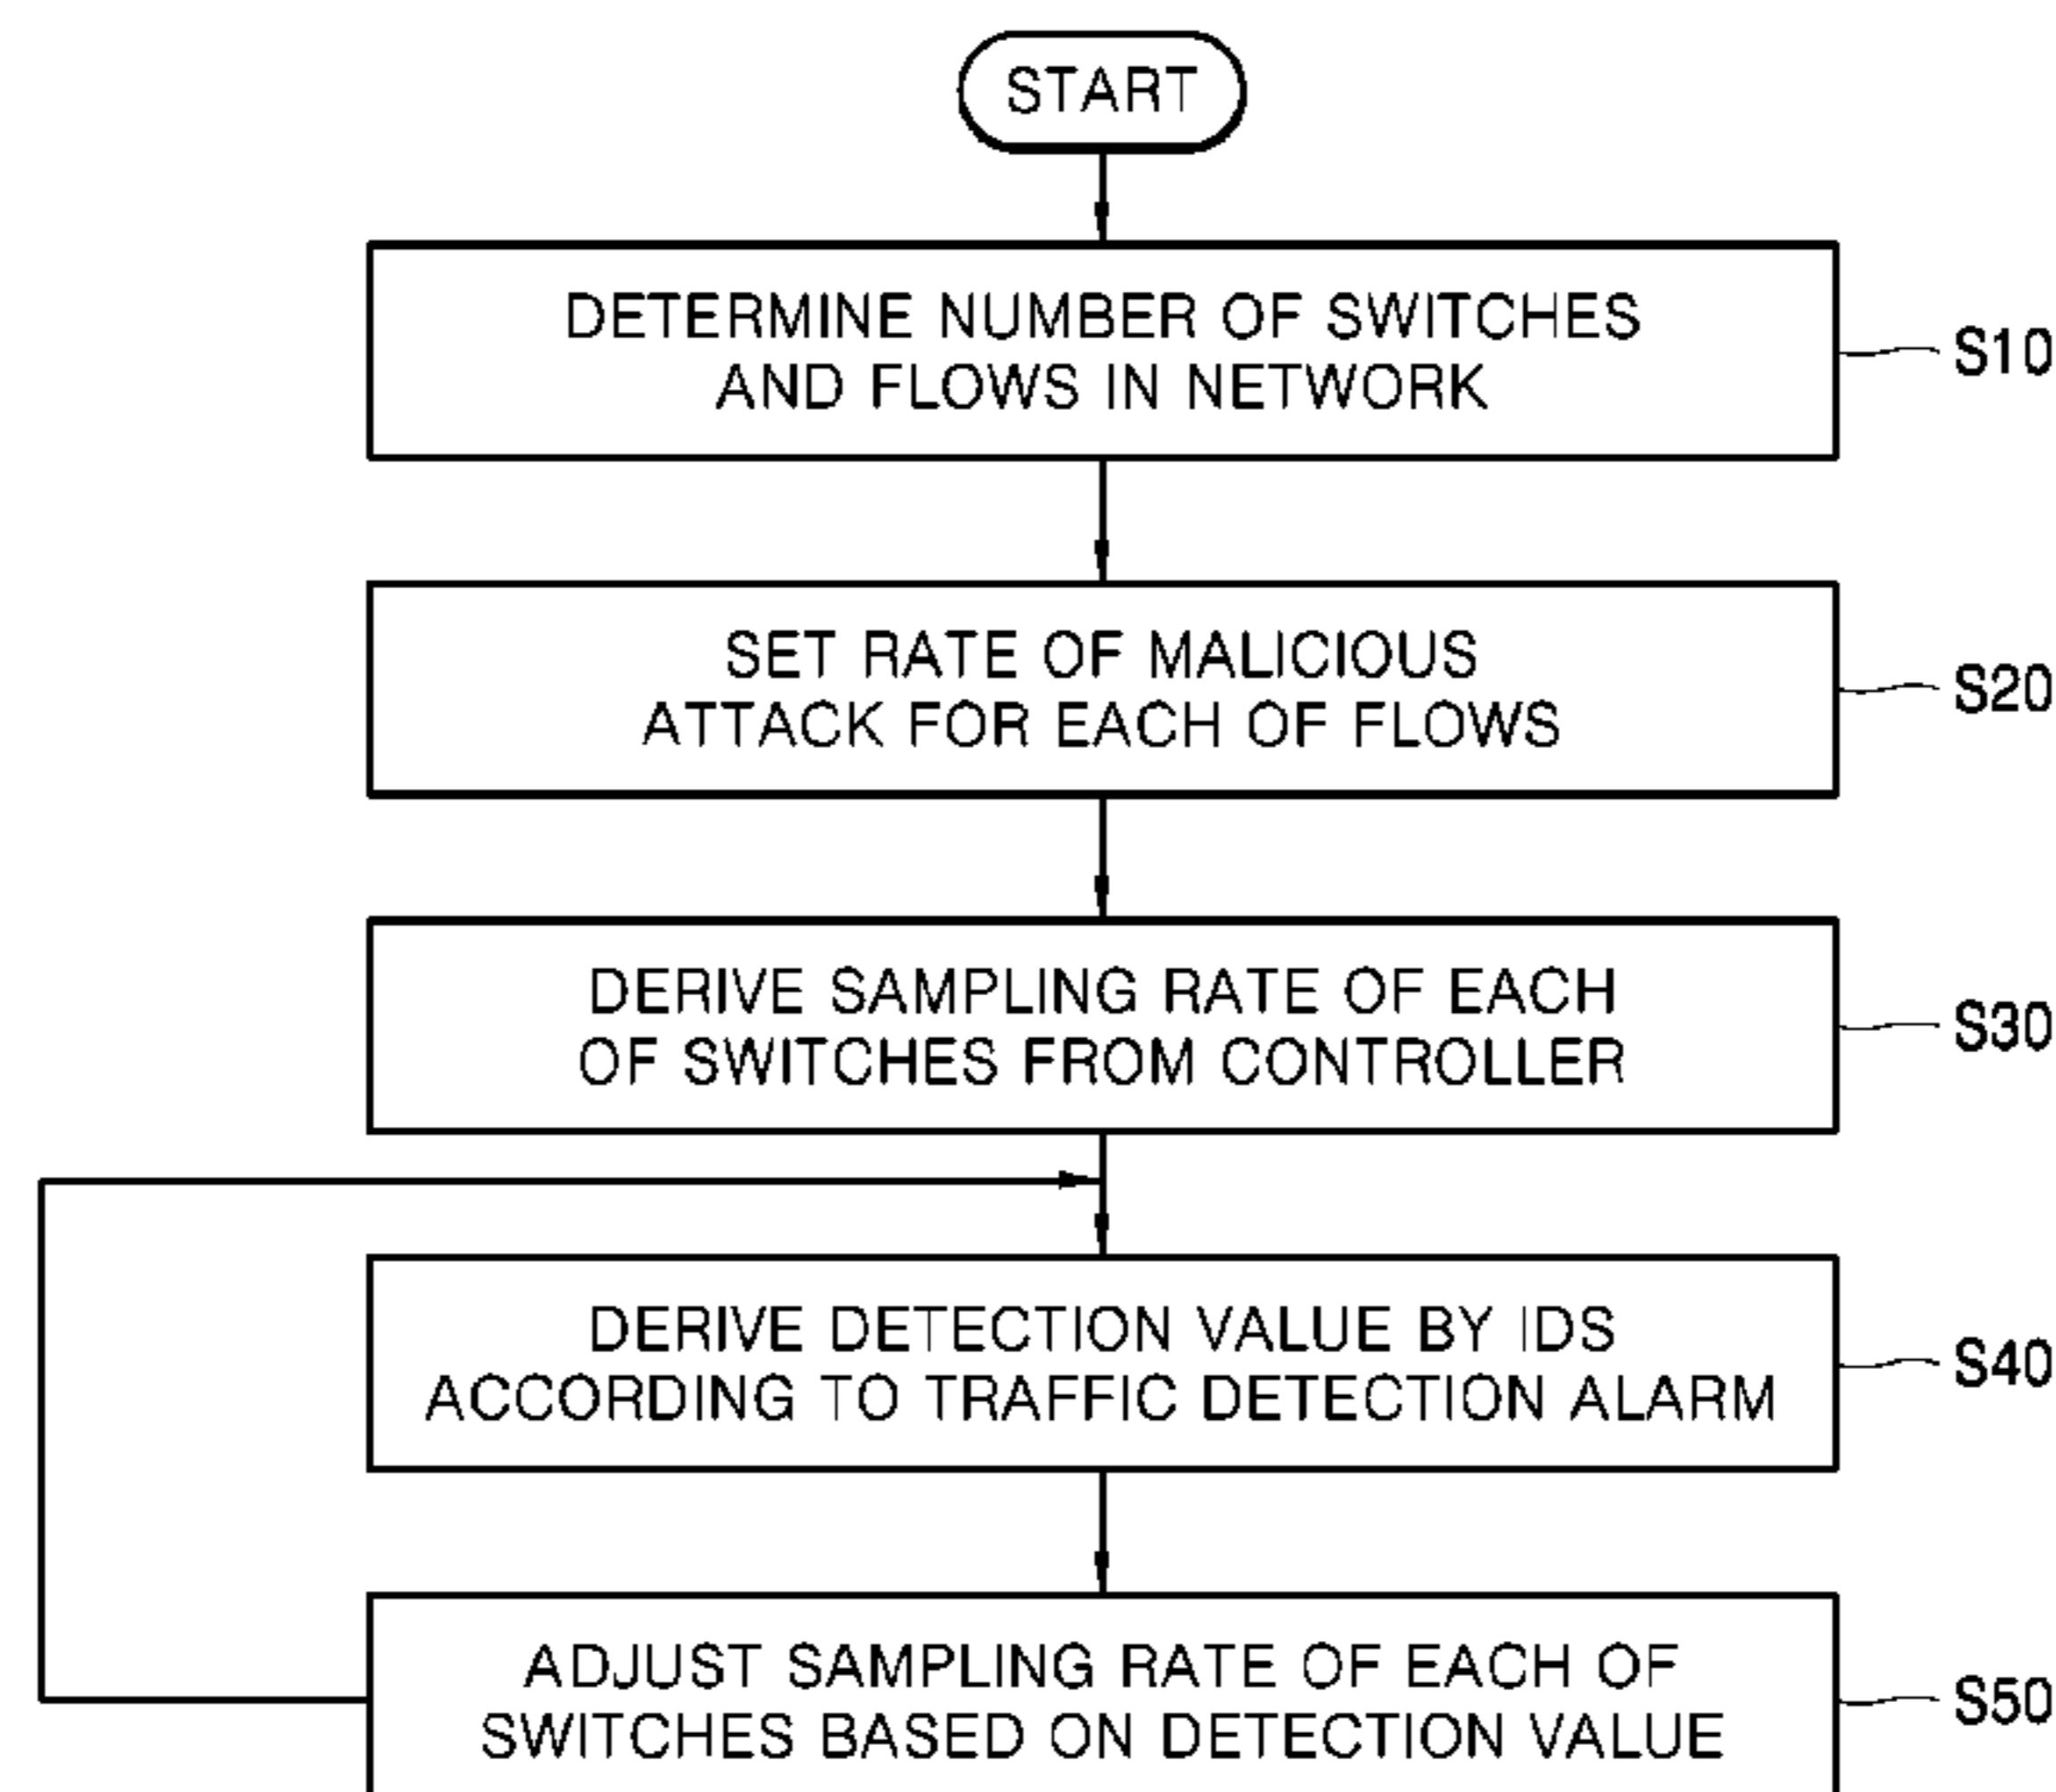 START
DETERMINE NUMBER OF SWITCHES
AND FLOWS IN NETWORK
S10
SET RATE OF MALICIOUS
ATTACK FOR EACH OF FLOWS
S20
DERIVE SAMPLING RATE OF EACH
OF SWITCHES FROM CONTROLLER
S30
DERIVE DETECTION VALUE BY IDS
ACCORDING TO TRAFFIC DETECTION ALARM
S40
ADJUST SAMPLING RATE OF EACH OF
SWITCHES BASED ON DETECTION VALUE
S50